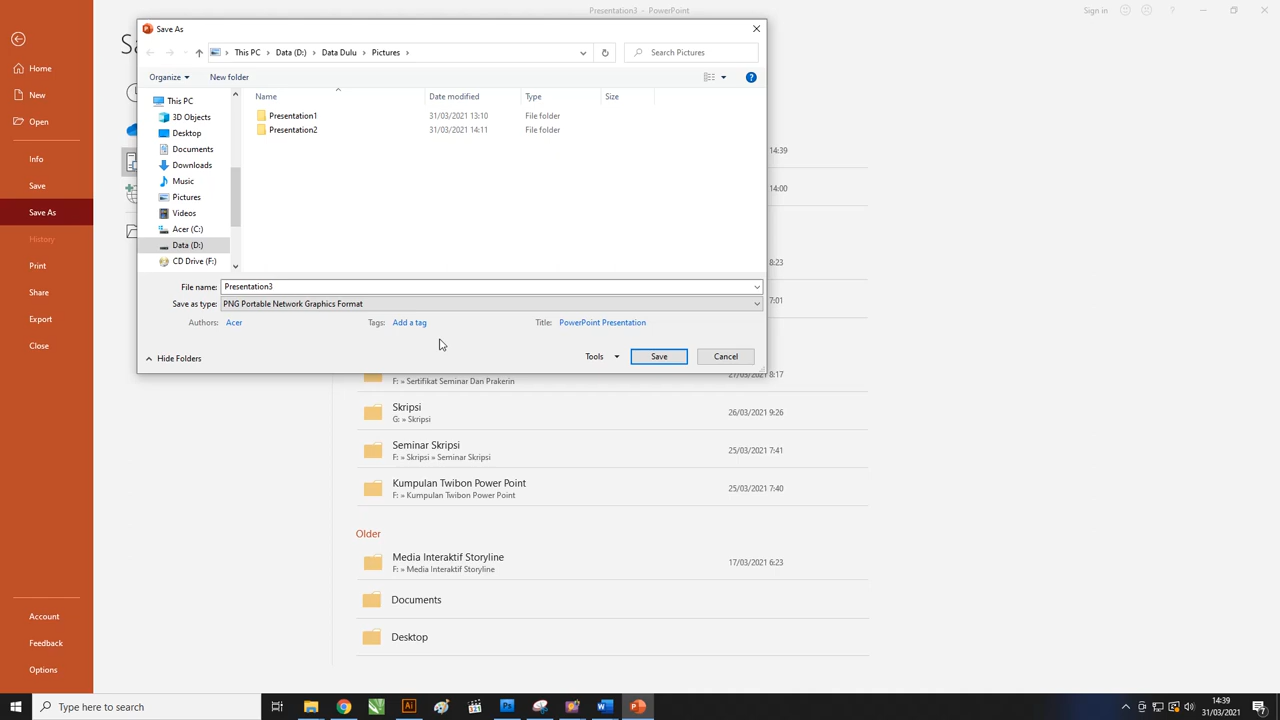 Presentation3 - PowerPoint
Sign in
?
Save As
This PC > Data (D:) > Data Dulu > Pictures >
Search Pictures
Organize
New folder
?
Name
Date modified
Type
Size
Presentation1
31/03/2021 13:10
File folder
Presentation2
31/03/2021 14:11
File folder
This PC
3D Objects
Desktop
Documents
Downloads
Music
Pictures
Videos
Acer (C:)
Data (D:)
CD Drive (F:)
File name:
Presentation3
Save as type:
PNG Portable Network Graphics Format
Authors:
Acer
Tags:
Add a tag
Title:
PowerPoint Presentation
Hide Folders
Tools
Save
Cancel
Home
New
Open
Info
Save
Save As
History
Print
Share
Export
Close
Account
Feedback
Options
14:39
14:00
8:23
7:01
F: » Sertifikat Seminar Dan Prakerin
27/03/2021 8:17
Skripsi
G: » Skripsi
26/03/2021 9:26
Seminar Skripsi
F: » Skripsi » Seminar Skripsi
25/03/2021 7:41
Kumpulan Twibon Power Point
F: » Kumpulan Twibon Power Point
25/03/2021 7:40
Older
Media Interaktif Storyline
F: » Media Interaktif Storyline
17/03/2021 6:23
Documents
Desktop
Type here to search
14:39
31/03/2021